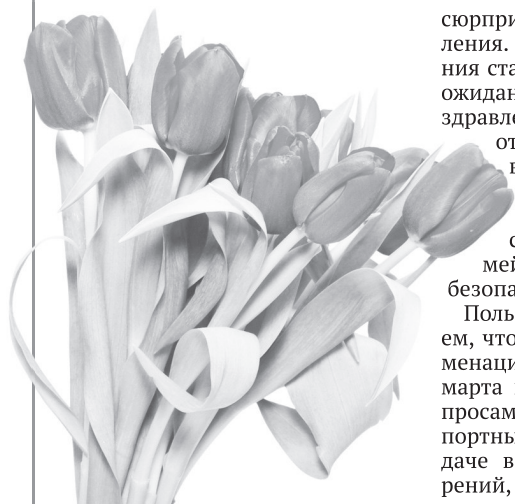 сюрпри
ления.
ния ста
ожидан
здравле
от
с
мей
безопа
Поль
ем, что
менаци
марта
просам
портны
даче в
рений,